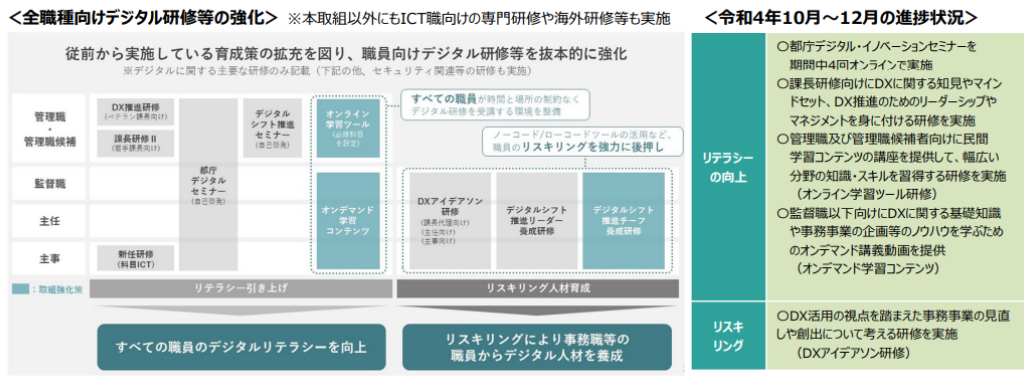 ＜全職種向けデジタル研修等の強化＞ ※本取組以外にもICT職向けの専門研修や海外研修等も実施
従前から実施している育成策の拡充を図り、職員向けデジタル研修等を抜本的に強化
※デジタルに関する主要な研修のみ記載（下記の他、セキュリティ関連等の研修も実施）
管理職
・
管理職候補
監督職
主任
主事
DX推進研修
（ベテラン課長向け）
課長研修Ⅱ
（若手課長向け）
新任研修
（科目ICT）
都庁
デジタル
セミナー
（自己啓発）
デジタル
シフト推進
セミナー
（自己啓発）
オンライン
学習ツール
（必修科目
を設定）
オンデマンド
学習
コンテンツ
すべての職員が時間と場所の制約なく
デジタル研修を受講する環境を整備
ノーコード/ローコードツールの活用など、
職員のリスキリングを強力に後押し
DXアイデアソン
研修
（課長代理向け）
（主任向け）
（主事向け）
デジタルシフト
推進リーダー
養成研修
デジタルシフト
推進チーフ
養成研修
：取組強化策
リテラシー引き上げ
リスキリング人材育成
すべての職員のデジタルリテラシーを向上
リスキリングにより事務職等の
職員からデジタル人材を養成
＜令和4年10月～12月の進捗状況＞
リテラシー
の向上
○都庁デジタル・イノベーションセミナーを
期間中4回オンラインで実施
○課長研修向けにDXに関する知見やマイン
ドセット、DX推進のためのリーダーシップや
マネジメントを身に付ける研修を実施
○管理職及び管理職候補者向けに民間
学習コンテンツの講座を提供して、幅広い
分野の知識・スキルを習得する研修を実施
（オンライン学習ツール研修）
○監督職以下向けにDXに関する基礎知識
や事務事業の企画等のノウハウを学ぶため
のオンデマンド講義動画を提供
（オンデマンド学習コンテンツ）
リスキ
リング
○DX活用の視点を踏まえた事務事業の見直
しや創出について考える研修を実施
（DXアイデアソン研修）